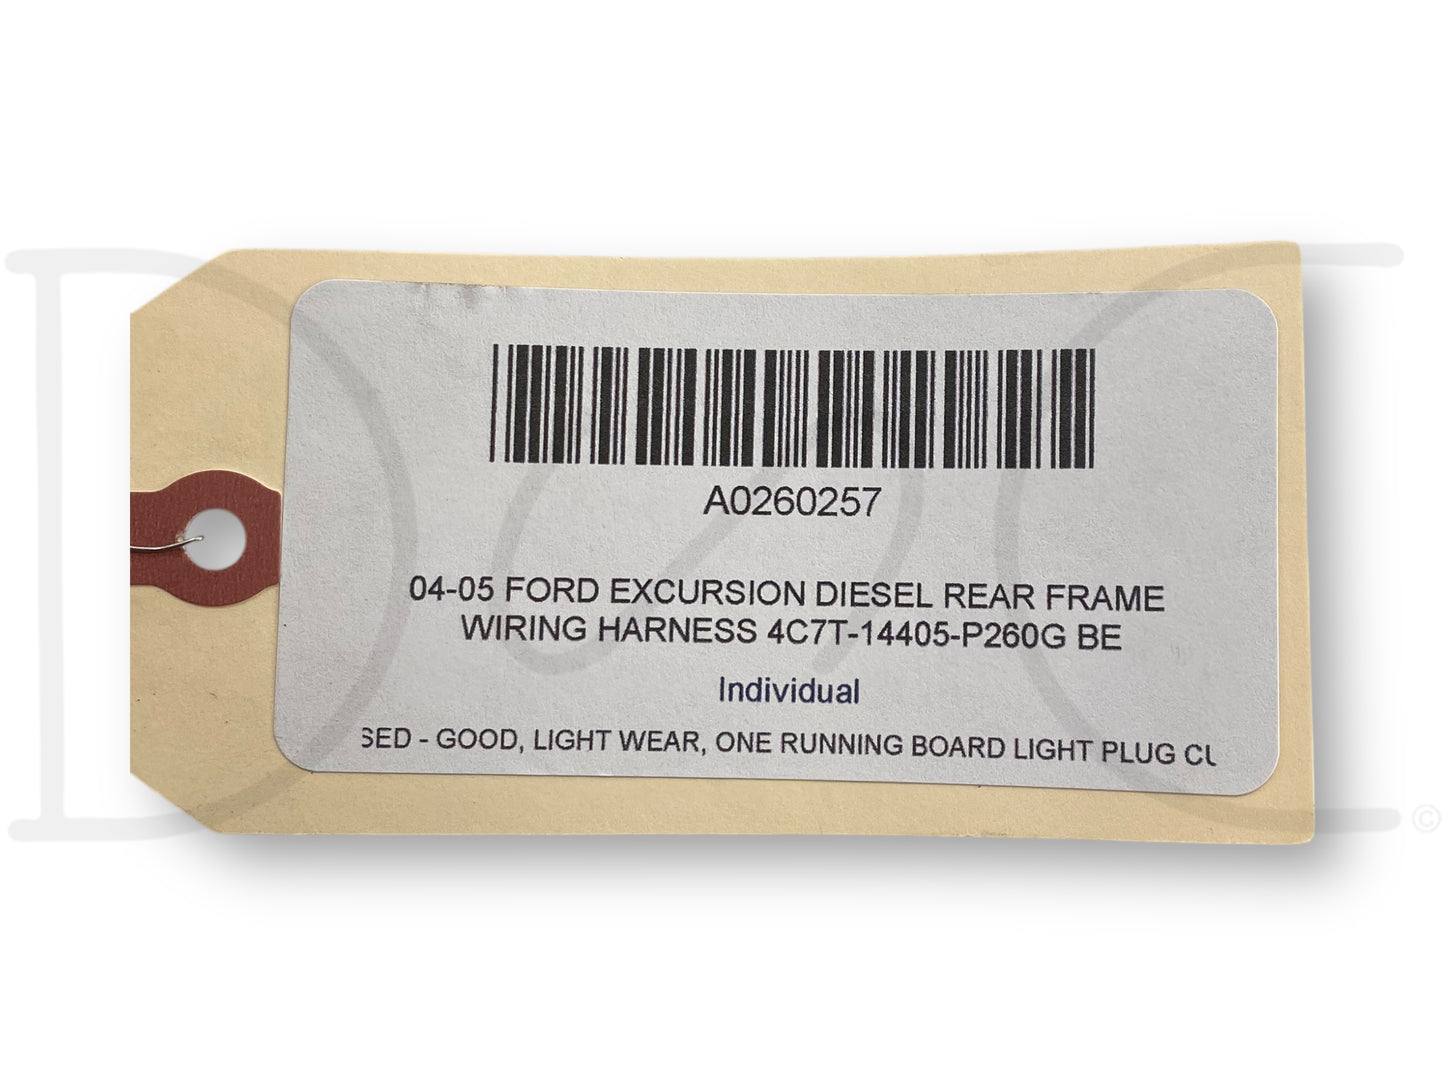 A0260257
04-05 FORD EXCURSION DIESEL REAR FRAME
WIRING HARNESS 4C7T-14405-P260G BE
Individual
SED - GOOD, LIGHT WEAR, ONE RUNNING BOARD LIGHT PLUG
©